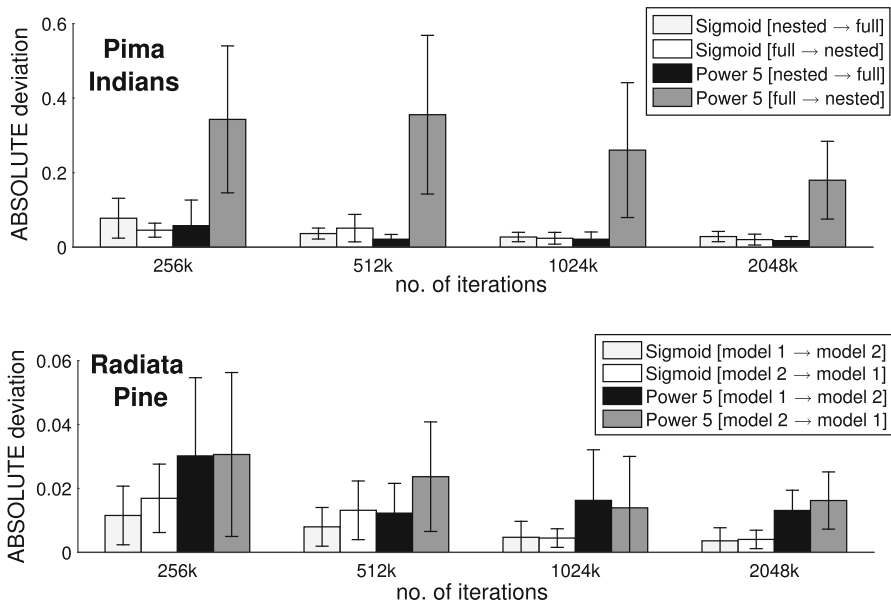 Pima
Indians
ABSOLUTE deviation
0.6
0.4
0.2
0
Sigmoid [nested → full]
Sigmoid [full → nested]
Power 5 [nested → full]
Power 5 [full → nested]
256k
512k
1024k
2048k
no. of iterations
Radiata
Pine
ABSOLUTE deviation
0.06
0.04
0.02
0
Sigmoid [model 1 → model 2]
Sigmoid [model 2 → model 1]
Power 5 [model 1 → model 2]
Power 5 [model 2 → model 1]
256k
512k
1024k
2048k
no. of iterations